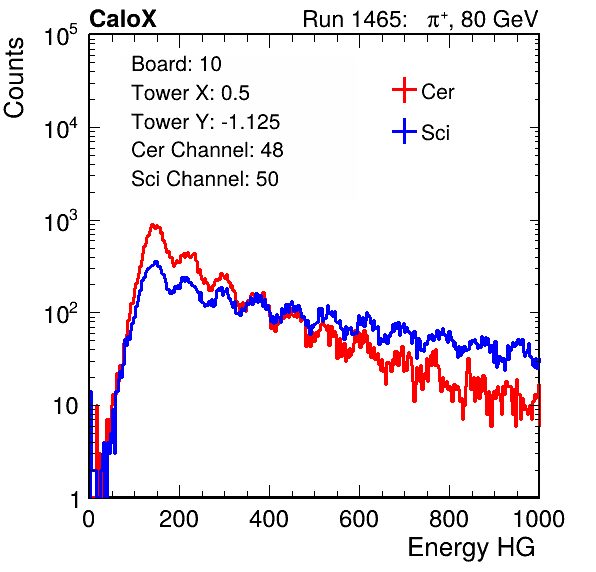 CaloX Run 1465: π⁺, 80 GeV
Counts
10⁵
10⁴
10³
10²
10
1
Board: 10
Tower X: 0.5
Tower Y: -1.125
Cer Channel: 48
Sci Channel: 50
Cer
Sci
0 200 400 600 800 1000
Energy HG